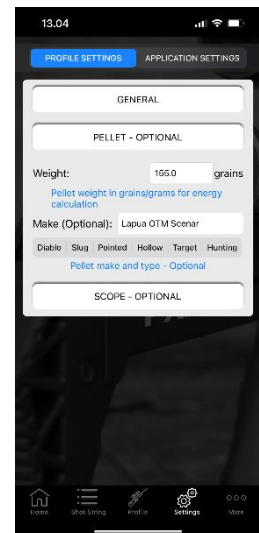 13.04
PROFILE SETTINGS APPLICATION SETTINGS
GENERAL
PELLET - OPTIONAL
Weight: 155.0 grains
Pellet weight in grains/grams for energy
calculation
Make (Optional): Lapua OTM Scenar
Diablo Slug Pointed Hollow Target Hunting
Pellet make and type - Optional
SCOPE - OPTIONAL
Home Shot String Profile Settings More